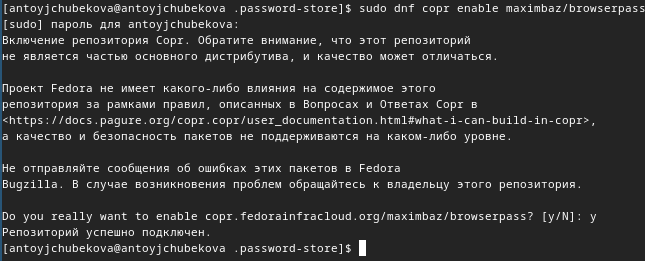 [antoyjchubekova@antoyjchubekova .password-store]$ sudo dnf copr enable maximbaz/browserpass
[sudo] пароль для antoyjchubekova:
Включение репозитория Copr. Обратите внимание, что этот репозиторий
не является частью основного дистрибутива, и качество может отличаться.
Проект Fedora не имеет какого-либо влияния на содержимое этого
репозитория за рамками правил, описанных в Вопросах и Ответах Copr в
<https://docs.pagure.org/copr.copr/user_documentation.html#what-i-can-build-in-copr>,
а качество и безопасность пакетов не поддерживаются на каком-либо уровне.
Не отправляйте сообщения об ошибках этих пакетов в Fedora
Bugzilla. В случае возникновения проблем обращайтесь к владельцу этого репозитория.
Do you really want to enable copr.fedorainfracloud.org/maximbaz/browserpass? [y/N]: y
Репозиторий успешно подключен.
[antoyjchubekova@antoyjchubekova .password-store]$